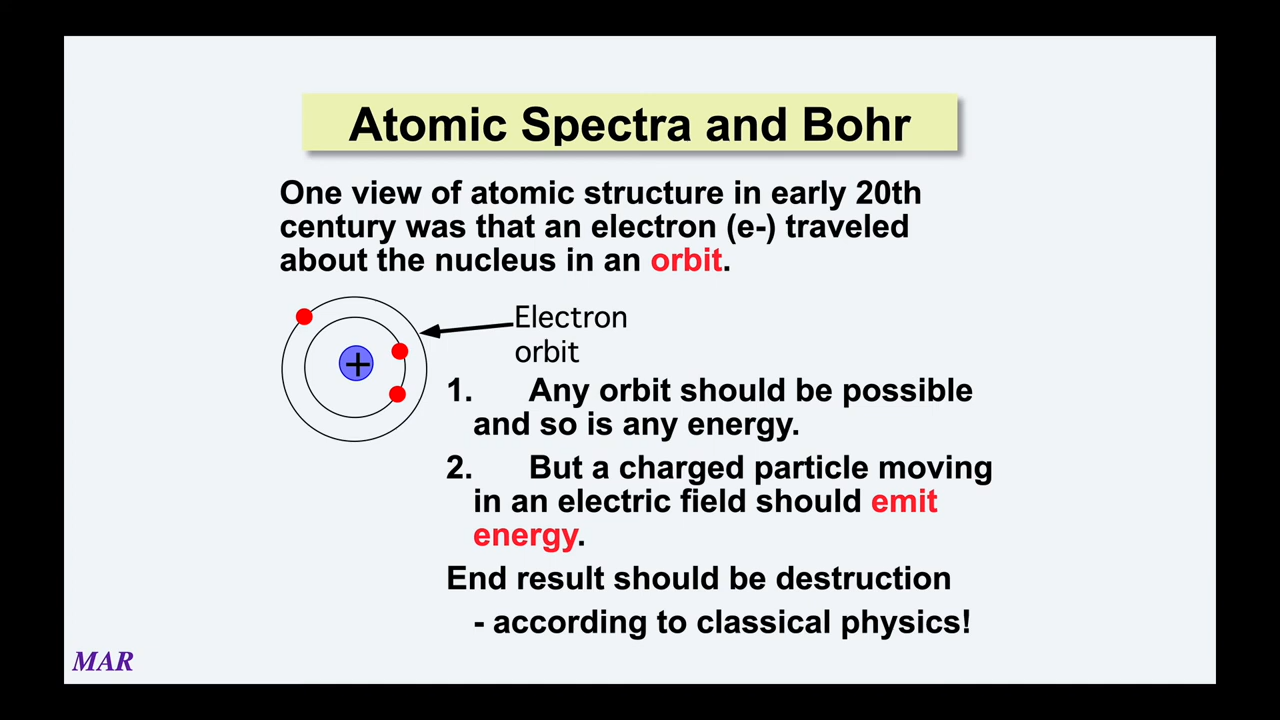 Atomic Spectra and Bohr
One view of atomic structure in early 20th
century was that an electron (e-) traveled
about the nucleus in an orbit.
Electron
orbit
+
1. Any orbit should be possible
and so is any energy.
2. But a charged particle moving
in an electric field should emit
energy.
End result should be destruction
- according to classical physics!
MAR